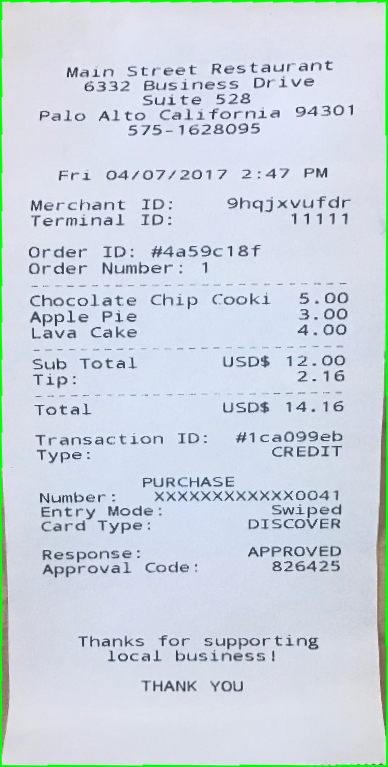 Main Street Restaurant
6332 Business Drive
Suite 528
Palo Alto California 94301
575-1628095
Fri 04/07/2017 2:47 PM
Merchant ID: 9hqjxvufdr
Terminal ID: 11111
Order ID: #4a59c18f
Order Number: 1
Chocolate Chip Cooki 5.00
Apple Pie 3.00
Lava Cake 4.00
Sub Total USD$ 12.00
Tip: 2.16
Total USD$ 14.16
Transaction ID: #1ca099eb
Type: CREDIT
PURCHASE
Number: XXXXXXXXXXXX0041
Entry Mode: Swiped
Card Type: DISCOVER
Response: APPROVED
Approval Code: 826425
Thanks for supporting
local business!
THANK YOU